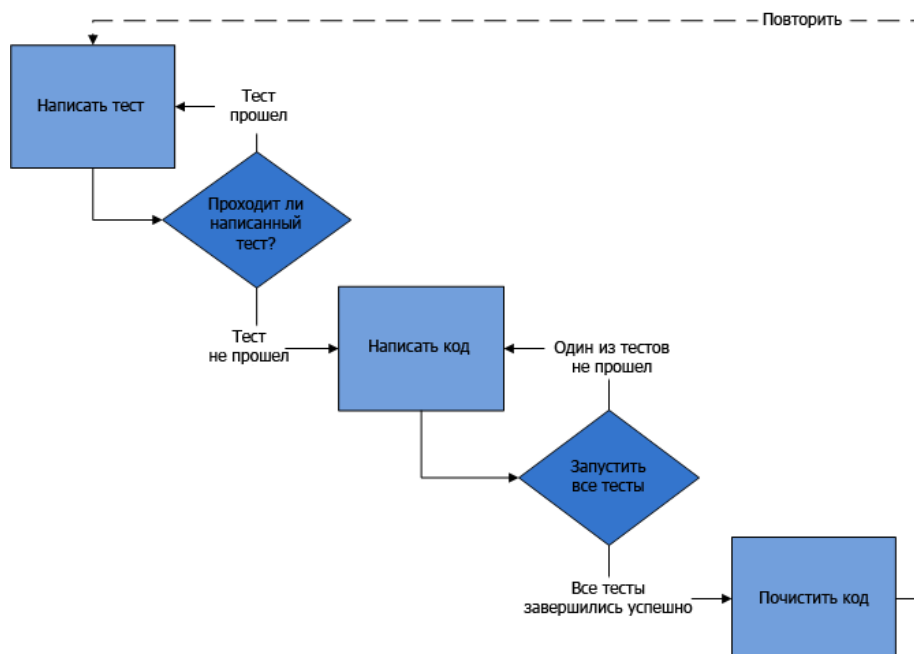 Повторить
Написать тест
Тест
прошел
Проходит ли
написанный
тест?
Тест
не прошел
Написать код
Один из тестов
не прошел
Запустить
все тесты
Все тесты
завершились успешно
Почистить код